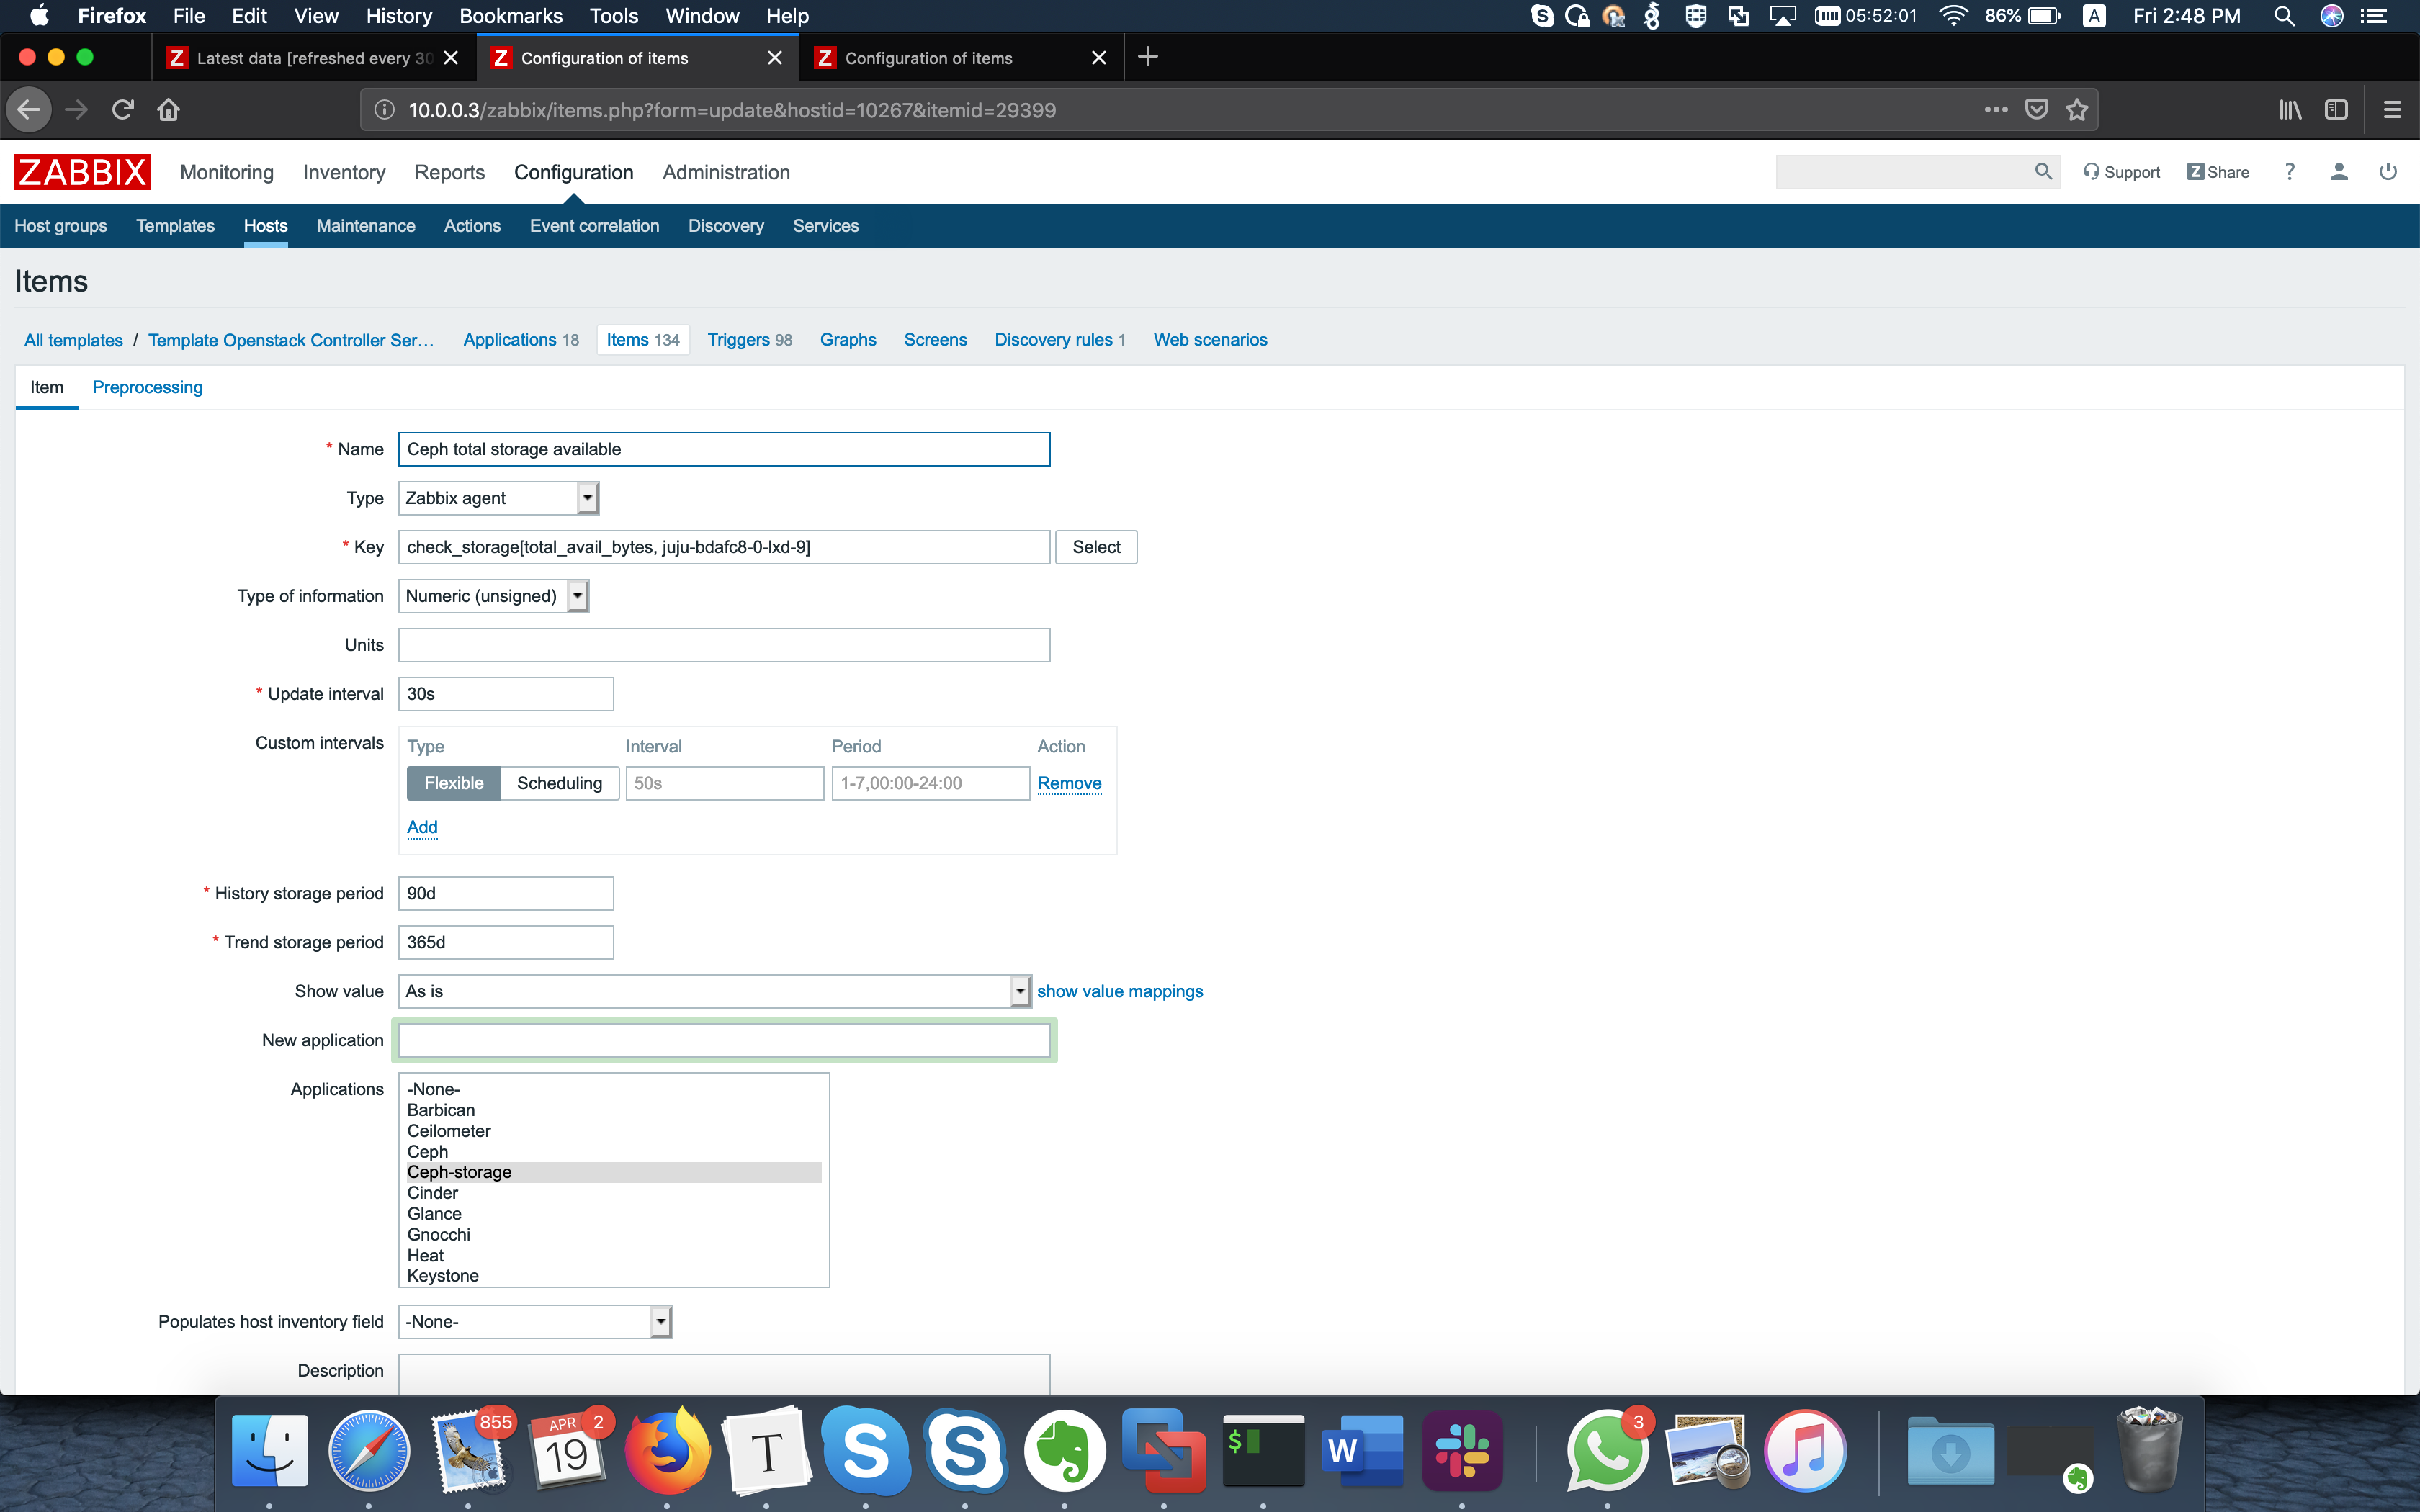 Firefox File Edit View History Bookmarks Tools Window Help 05:52:01 86% A Fri 2:48 PM
Z Latest data [refreshed every 30 Z Configuration of items Z Configuration of items
10.0.0.3/zabbix/items.php?form=update&hostid=10267&itemid=29399
ZABBIX Monitoring Inventory Reports Configuration Administration Support Z Share ?
Host groups Templates Hosts Maintenance Actions Event correlation Discovery Services
Items
All templates / Template Openstack Controller Ser... Applications 18 Items 134 Triggers 98 Graphs Screens Discovery rules 1 Web scenarios
Item Preprocessing
* Name Ceph total storage available
Type Zabbix agent
* Key check_storage[total_avail_bytes, juju-bdafc8-0-lxd-9] Select
Type of information Numeric (unsigned)
Units
* Update interval 30s
Custom intervals Type Interval Period Action
Flexible Scheduling 50s 1-7,00:00-24:00 Remove
Add
* History storage period 90d
* Trend storage period 365d
Show value As is show value mappings
New application
Applications -None-
Barbican
Ceilometer
Ceph
Ceph-storage
Cinder
Glance
Gnocchi
Heat
Keystone
Populates host inventory field -None-
Description
855 APR 2 3
19 T S S $ W